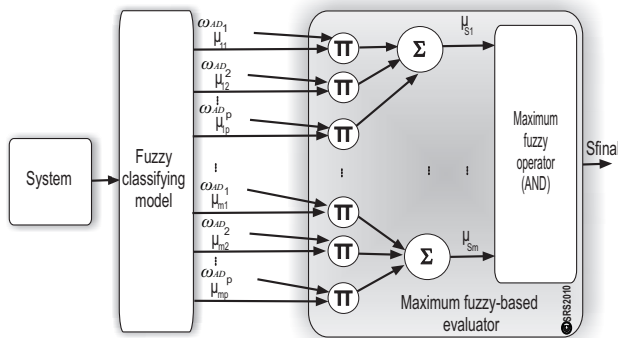 System
Fuzzy
classifying
model
ωAD1
μ11
ωAD2
μ12
ωADp
μ1p
ωAD1
μm1
ωAD2
μm2
ωADp
μmp
Π
Π
Π
Π
Π
Π
Σ
Σ
μS1
μSm
Maximum
fuzzy
operator
(AND)
Sfinal
Maximum fuzzy-based
evaluator
SRS2010